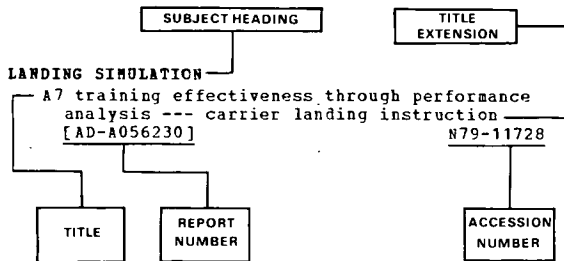 SUBJECT HEADING
TITLE
EXTENSION
LANDING SIMULATION
A7 training effectiveness through performance
analysis --- carrier landing instruction
[AD-A056230] N79-11728
TITLE
REPORT
NUMBER
ACCESSION
NUMBER